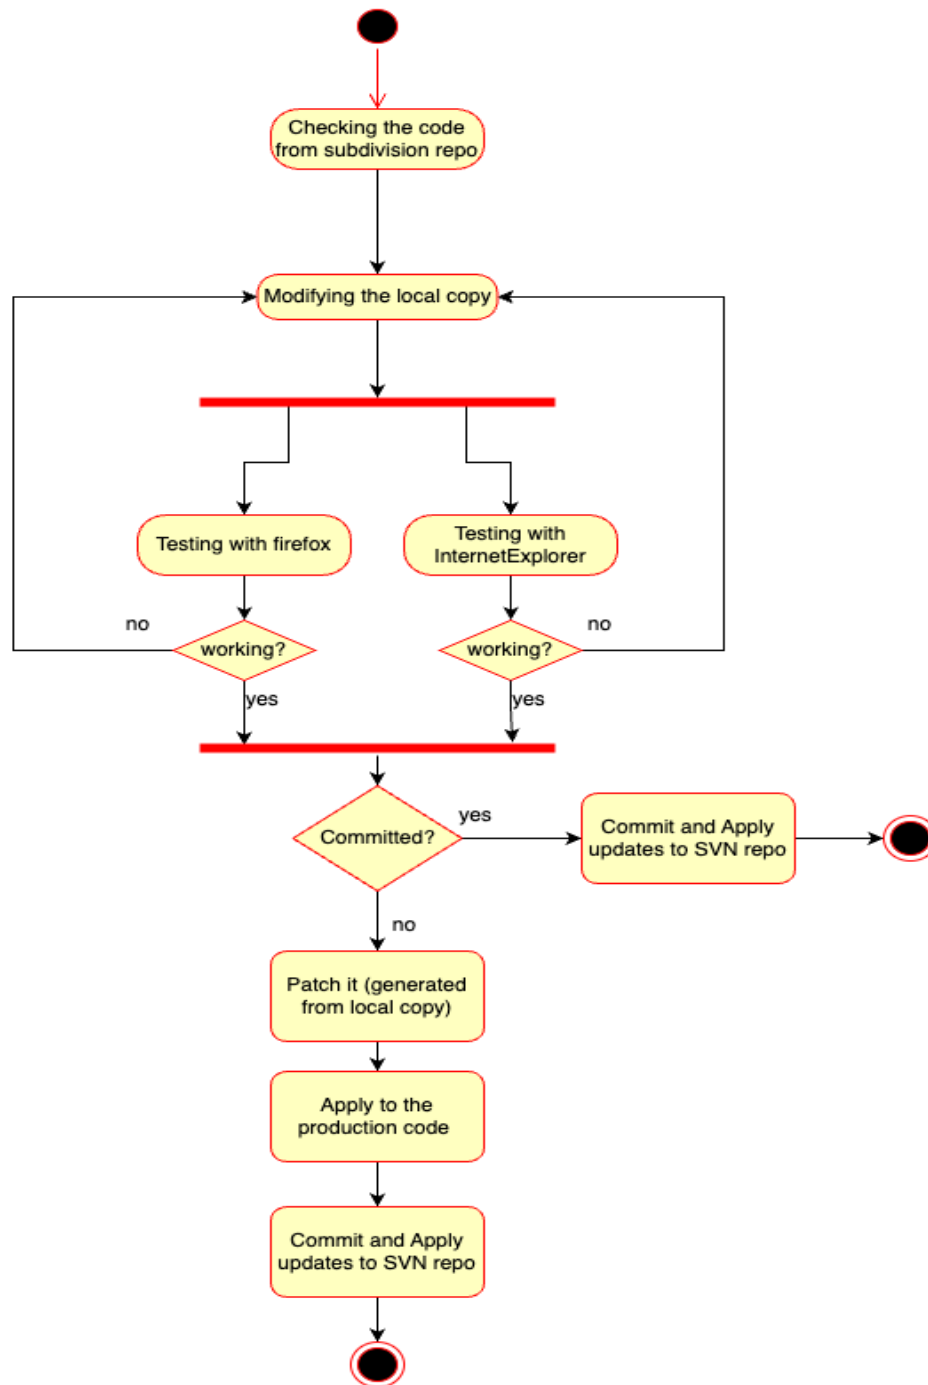 Checking the code
from subdivision repo
Modifying the local copy
Testing with firefox
Testing with
InternetExplorer
no
working?
working?
no
yes
yes
Committed?
yes
Commit and Apply
updates to SVN repo
no
Patch it (generated
from local copy)
Apply to the
production code
Commit and Apply
updates to SVN repo